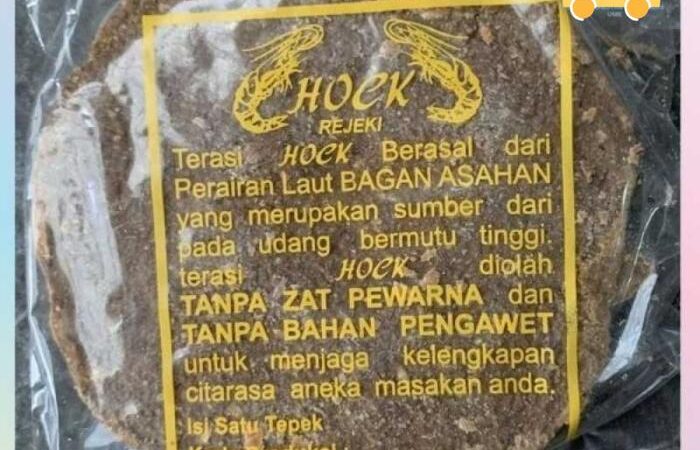 HOCK
REJEKI
Terasi HOCK Berasal dari
Perairan Laut BAGAN ASAHAN
yang merupakan sumber dari
pada udang bermutu tinggi.
terasi HOCK diolah
TANPA ZAT PEWARNA dan
TANPA BAHAN PENGAWET
untuk menjaga kelengkapan
citarasa aneka masakan anda.
Isi Satu Tepek